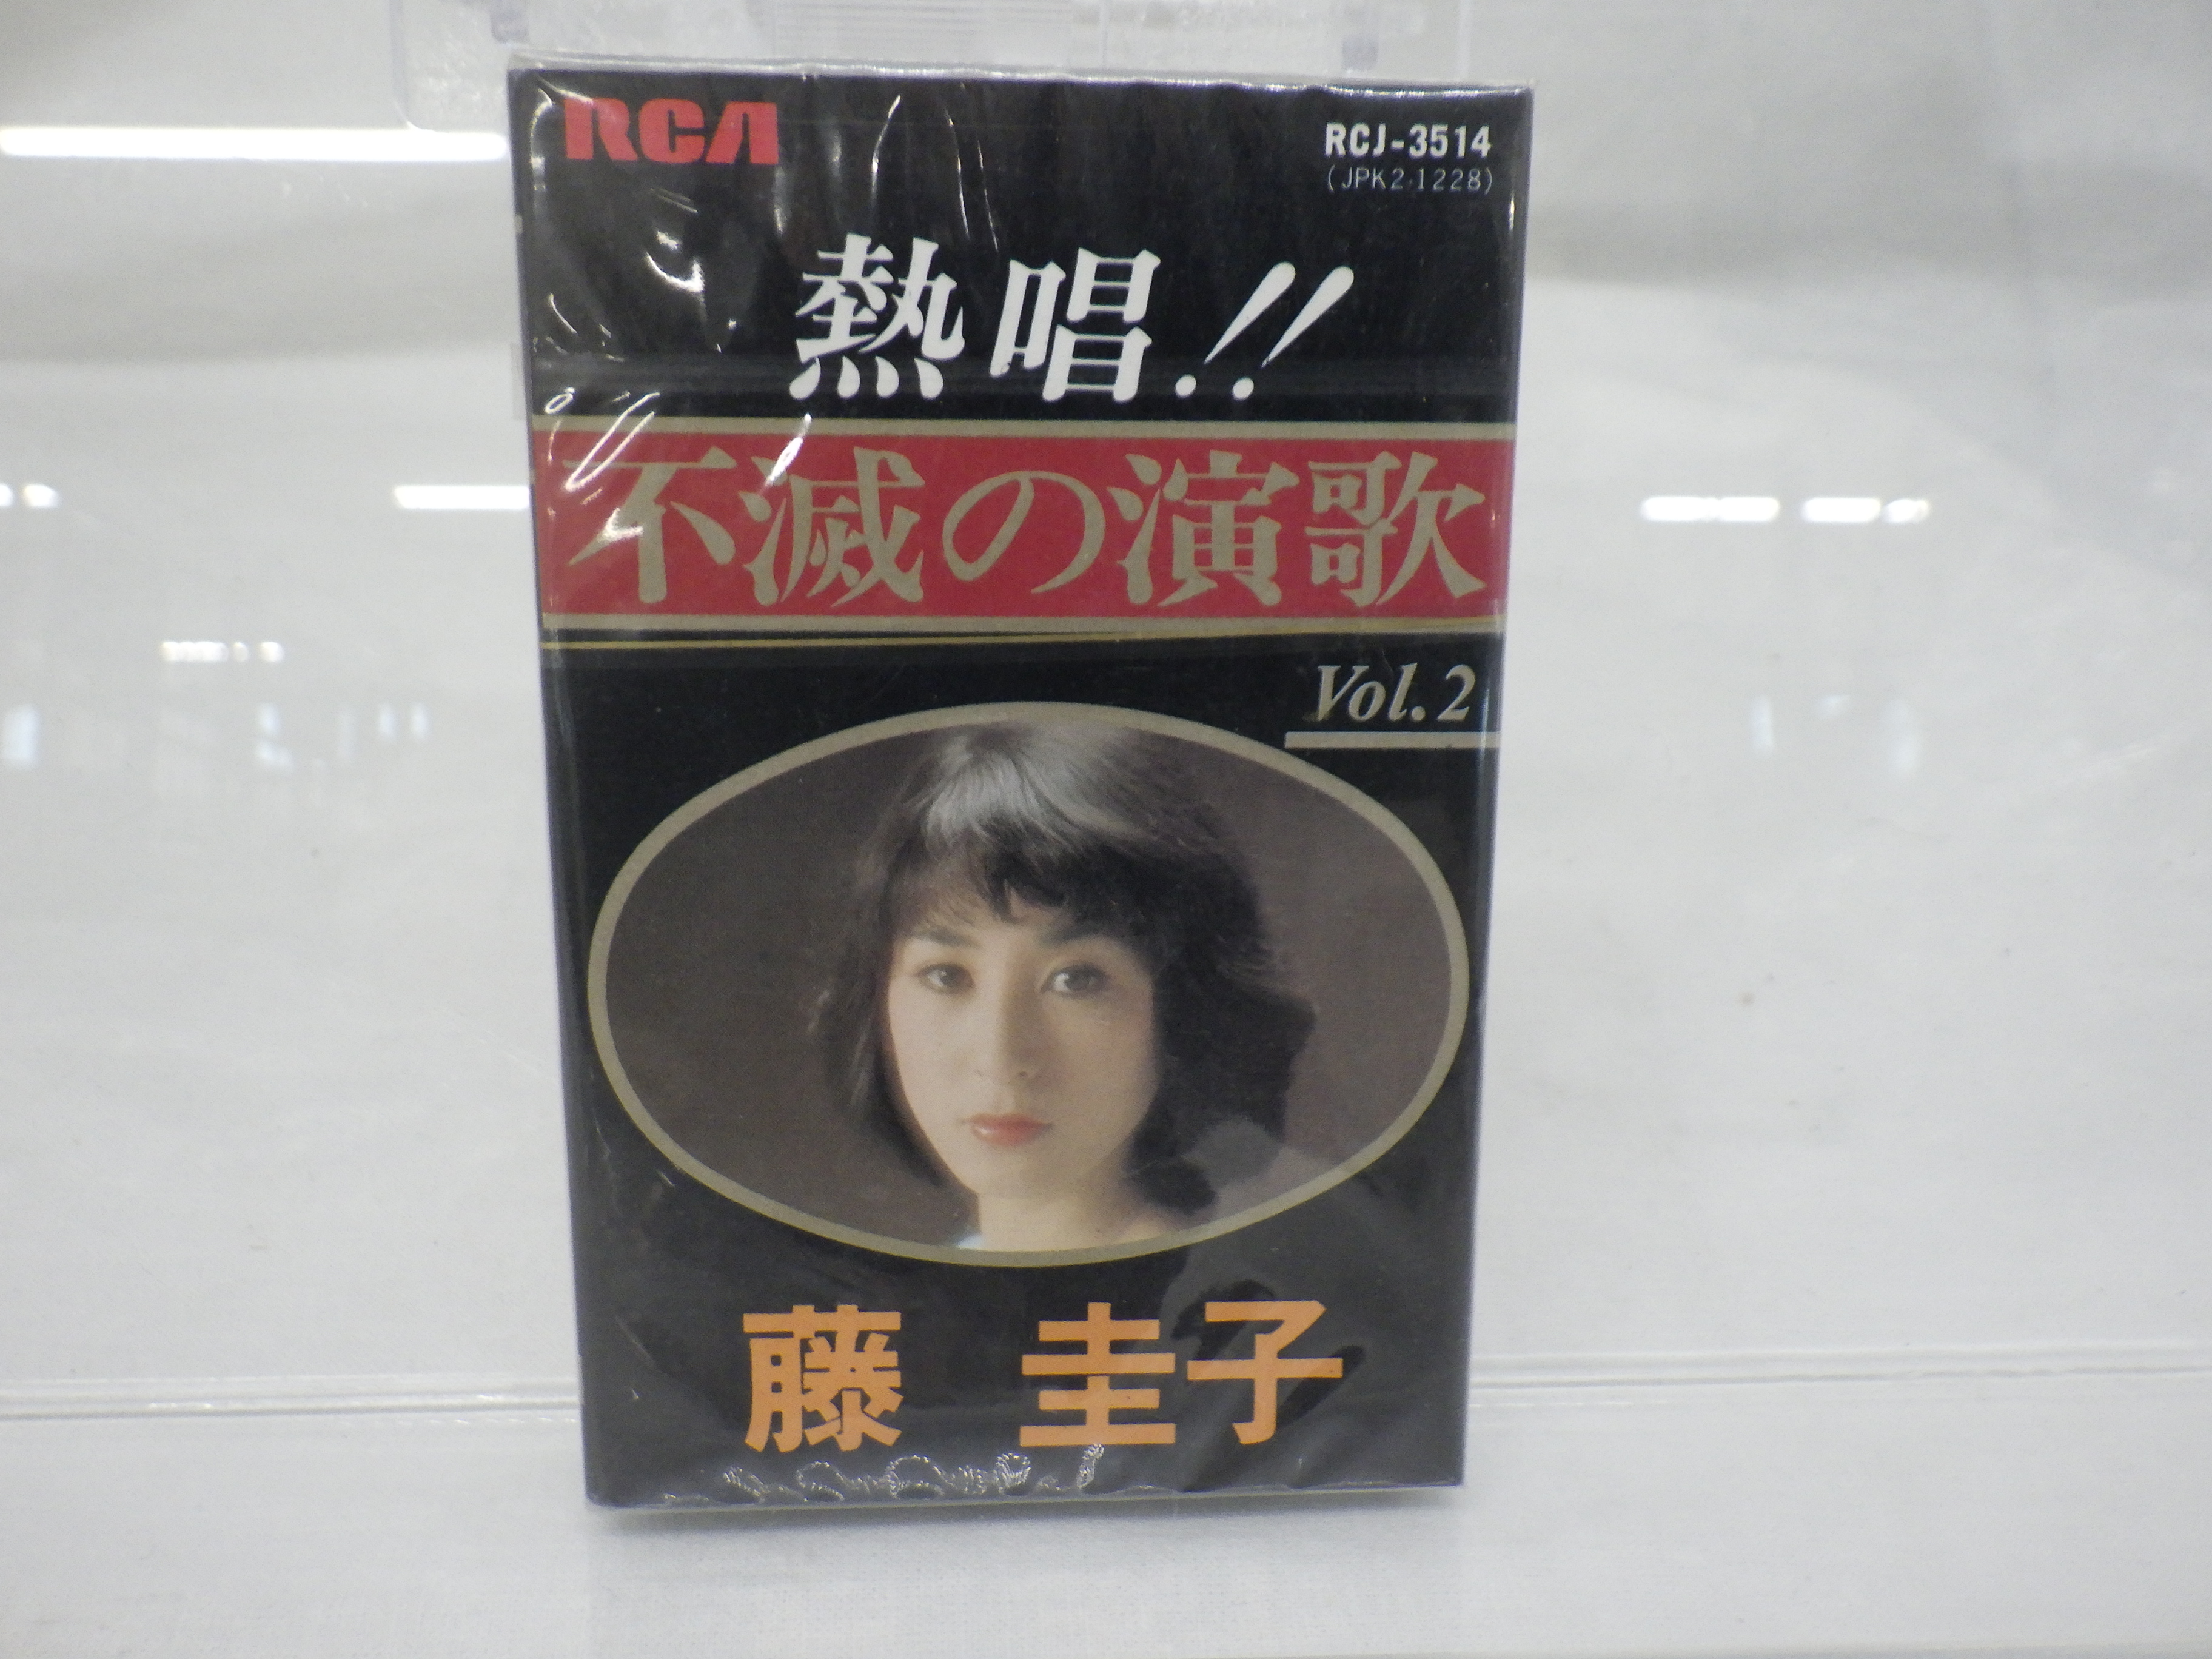 RCA
RCJ-3514
(JPK2-1228)
熱唱!!
不滅の演歌
Vol.2
藤 圭子